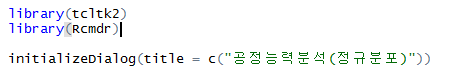 library(tcltk2)
library(Rcmdr)
initializeDialog(title = c("공정능력분석(정규분포)"))